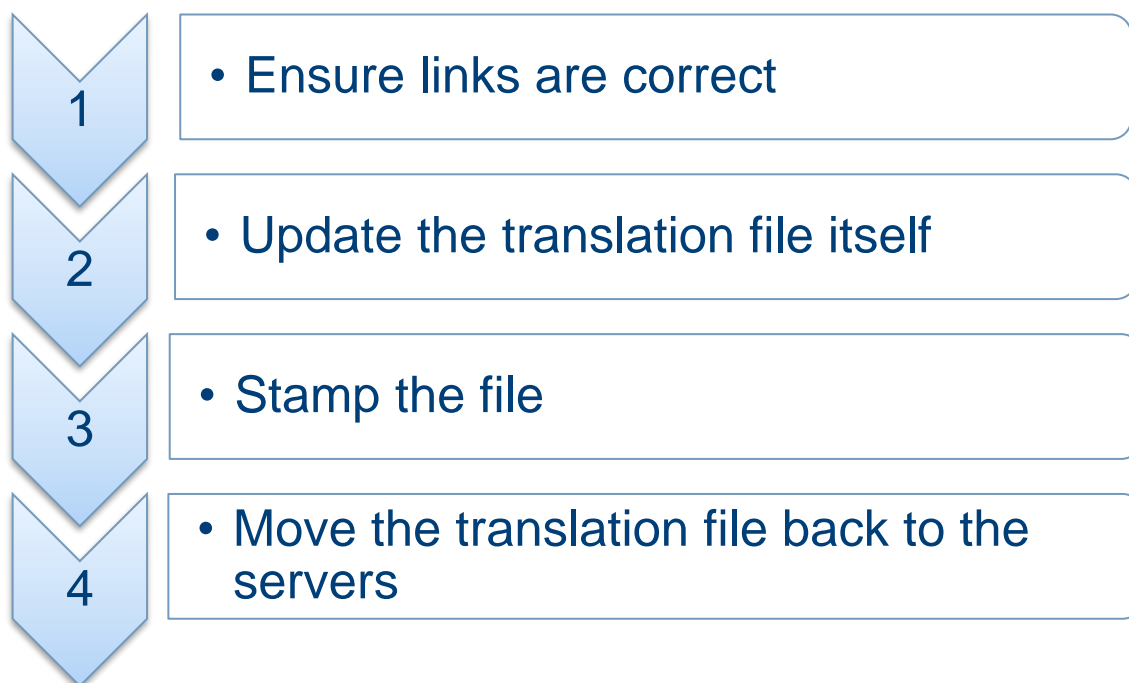 1
• Ensure links are correct
2
• Update the translation file itself
3
• Stamp the file
4
• Move the translation file back to the
servers